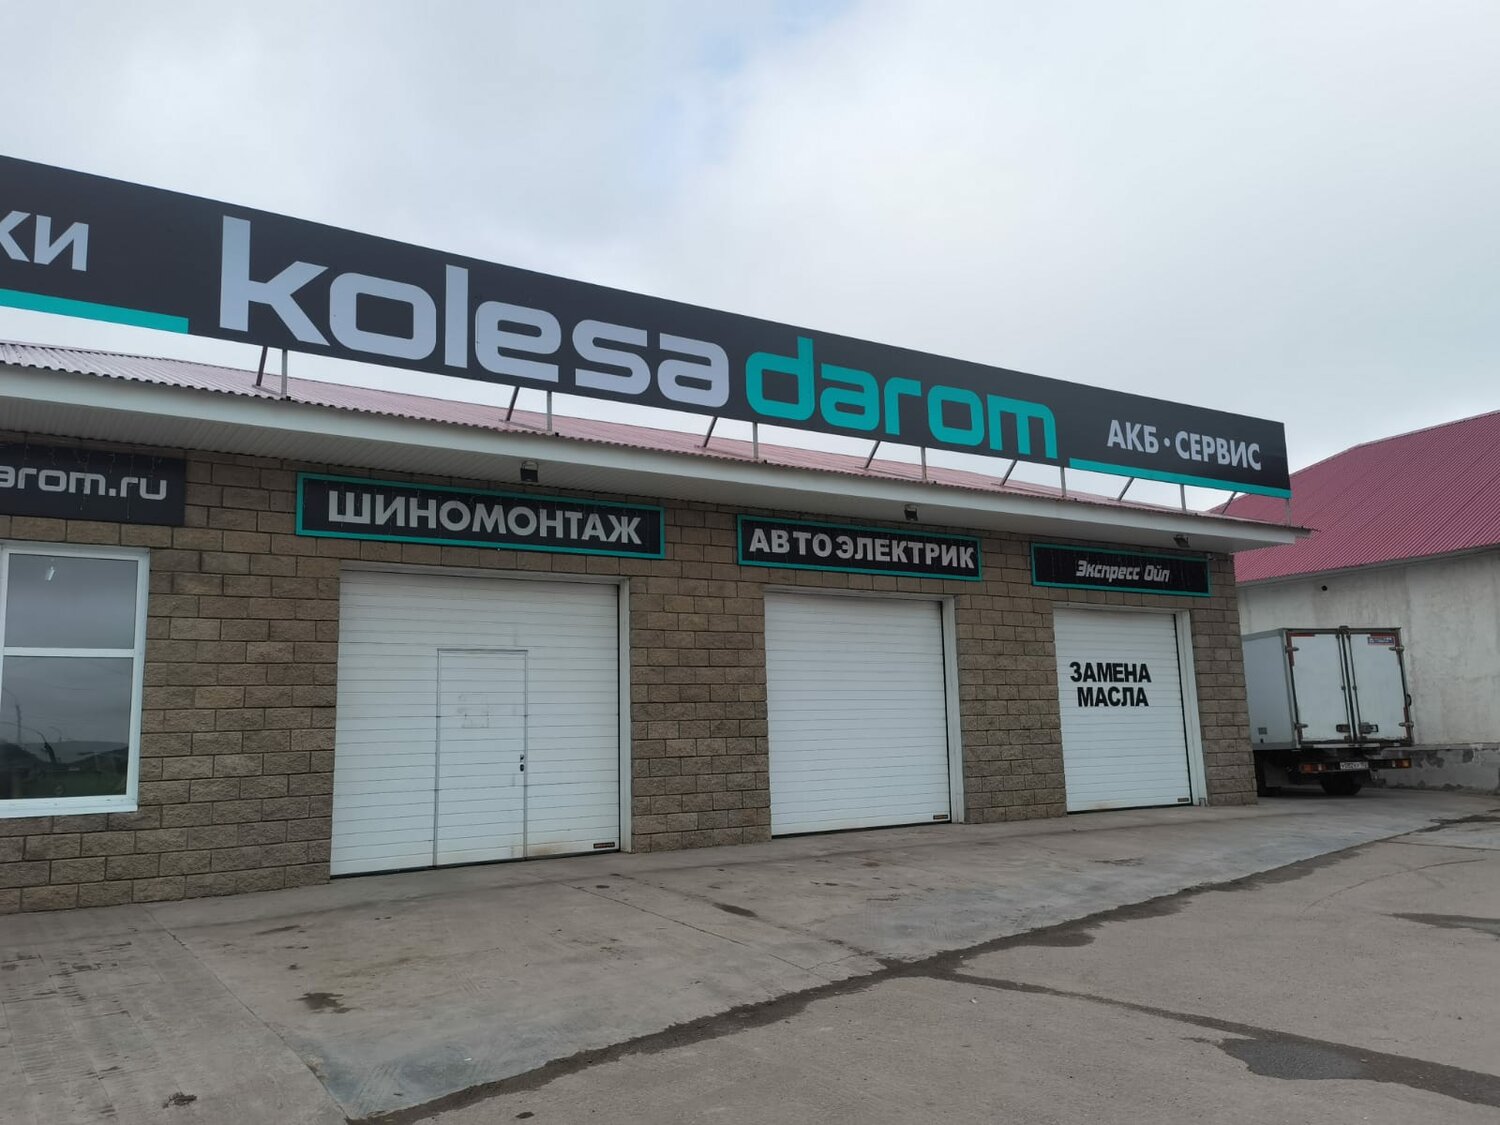 ки
kolesa darom
АКБ • СЕРВИС
arom.ru
ШИНОМОНТАЖ
АВТОЭЛЕКТРИК
Экспресс Ойл
ЗАМЕНА
МАСЛА